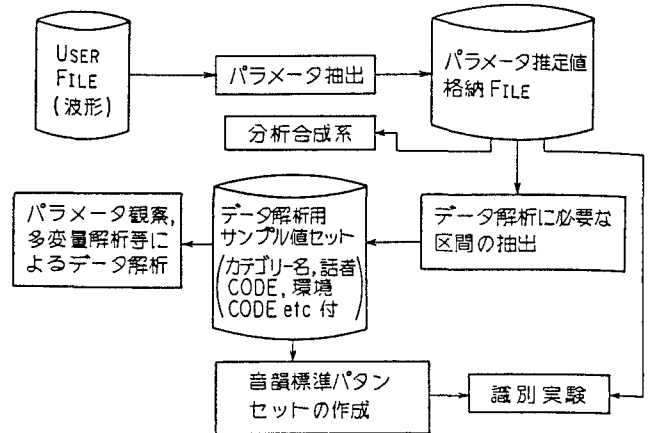 USER
FILE
(波形)
パラメータ抽出
パラメータ推定値
格納 FILE
分析合成系
パラメータ観察,
多変量解析等に
よるデータ解析
データ解析用
サンプル値セット
(カテゴリー名, 話者
CODE, 環境
CODE etc 付)
データ解析に必要な
区間の抽出
音韻標準パタン
セットの作成
識別実験